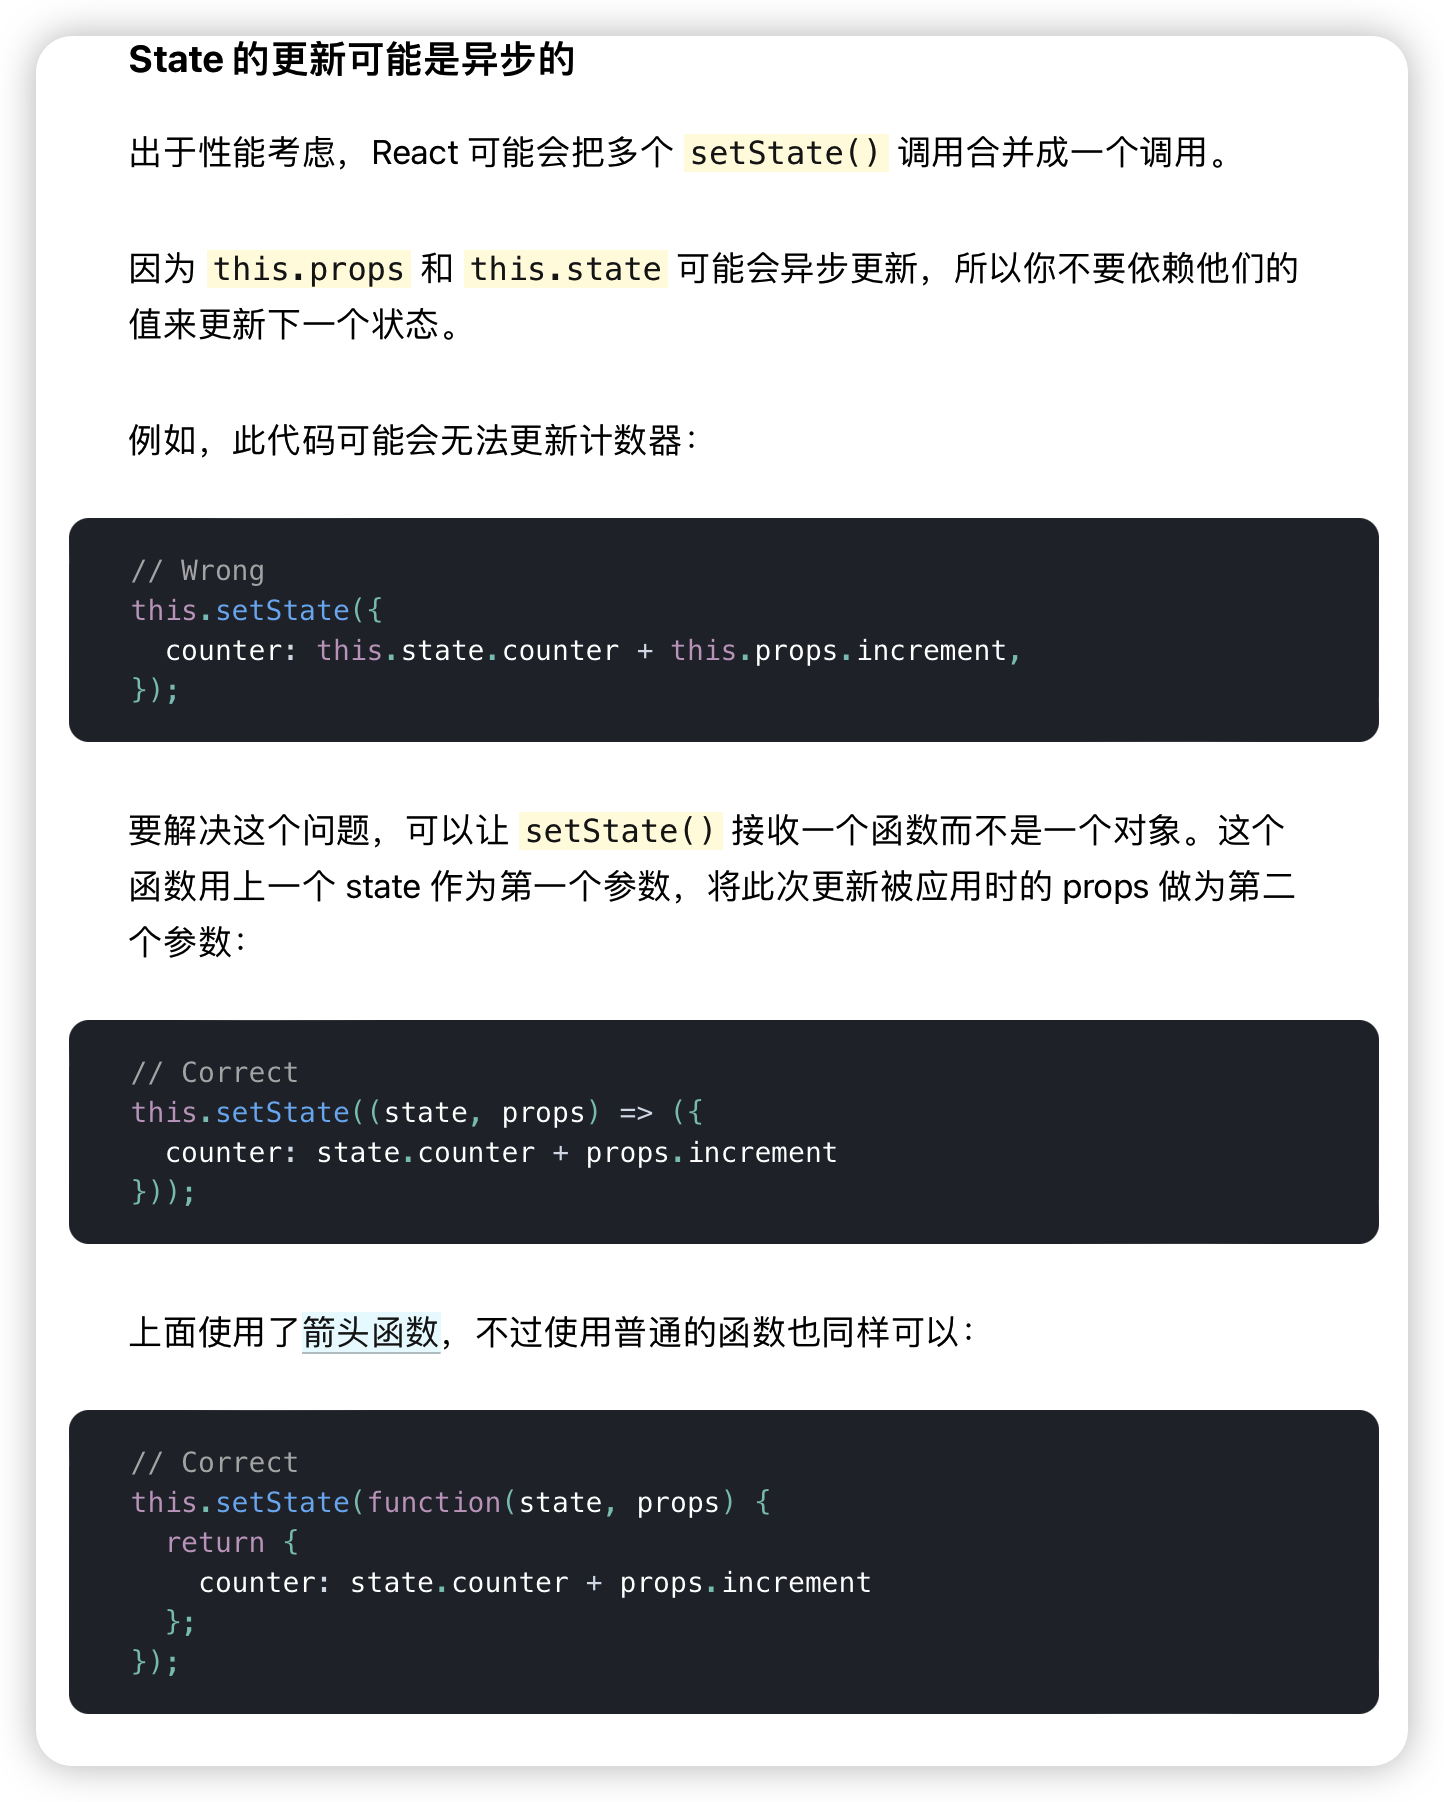 State 的更新可能是异步的
出于性能考虑，React 可能会把多个 setState() 调用合并成一个调用。
因为 this.props 和 this.state 可能会异步更新，所以你不要依赖他们的
值来更新下一个状态。
例如，此代码可能会无法更新计数器：
// Wrong
this.setState({
  counter: this.state.counter + this.props.increment,
});
要解决这个问题，可以让 setState() 接收一个函数而不是一个对象。这个
函数用上一个 state 作为第一个参数，将此次更新被应用时的 props 做为第二
个参数：
// Correct
this.setState((state, props) => ({
  counter: state.counter + props.increment
}));
上面使用了箭头函数，不过使用普通的函数也同样可以：
// Correct
this.setState(function(state, props) {
  return {
    counter: state.counter + props.increment
  };
});